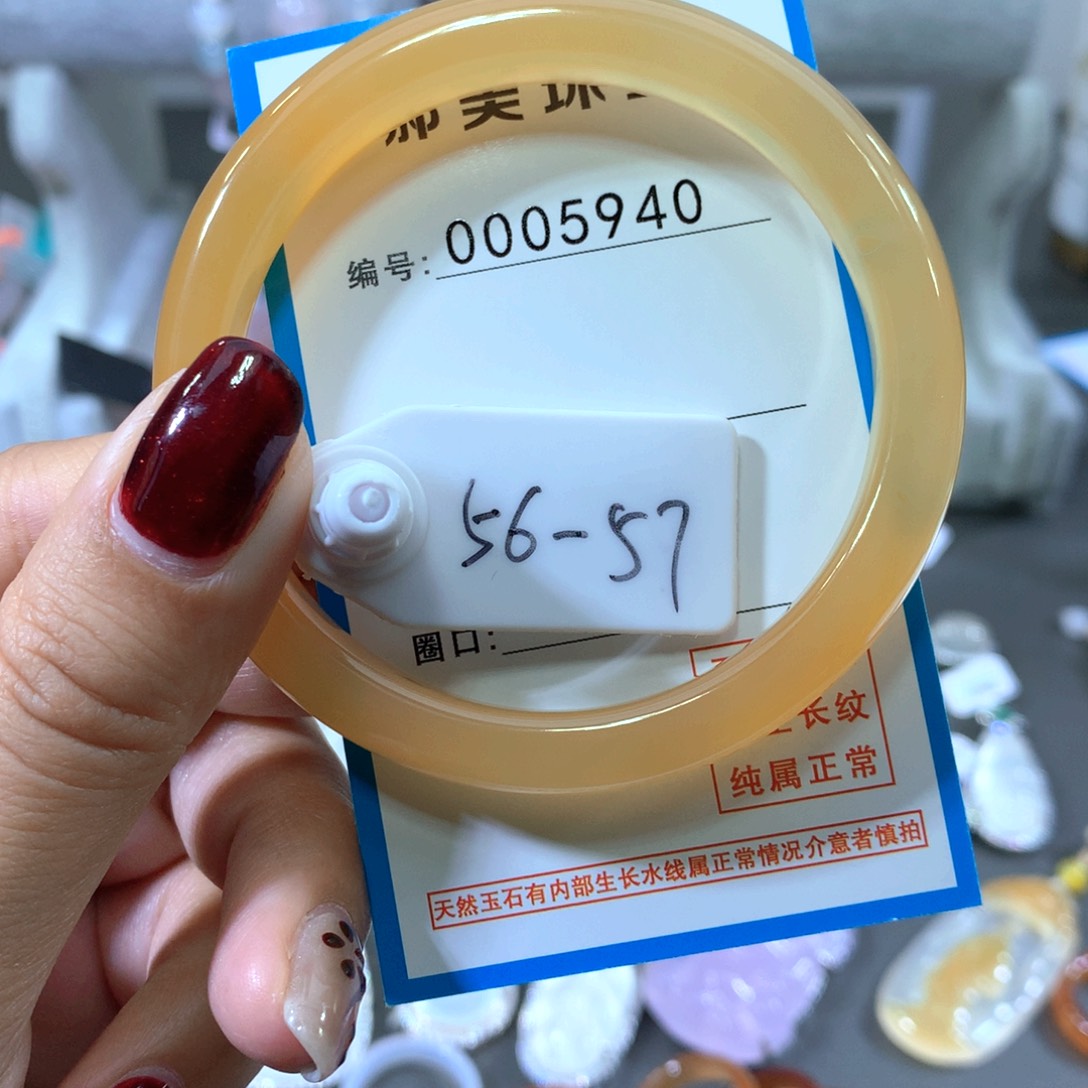 编号: 0005940
56-57
圈口:
长纹
纯属正常
天然玉石有内部生长水线属正常情况介意者慎拍